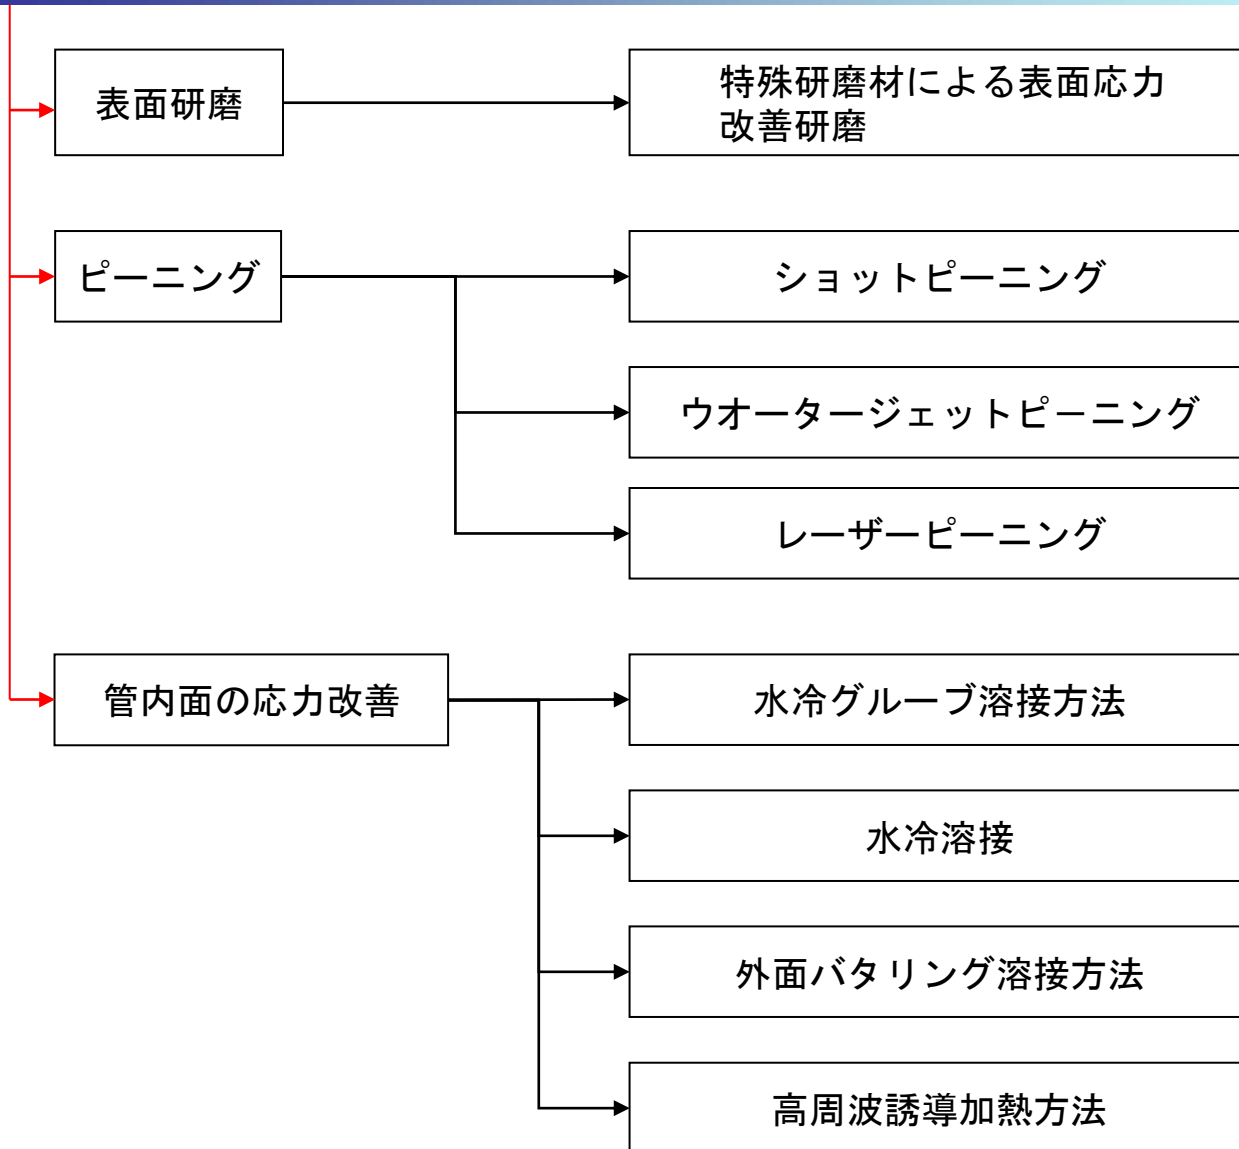 表面研磨
特殊研磨材による表面応力
改善研磨
ピーニング
ショットピーニング
ウオータージェットピーニング
レーザーピーニング
管内面の応力改善
水冷グルーブ溶接方法
水冷溶接
外面バタリング溶接方法
高周波誘導加熱方法